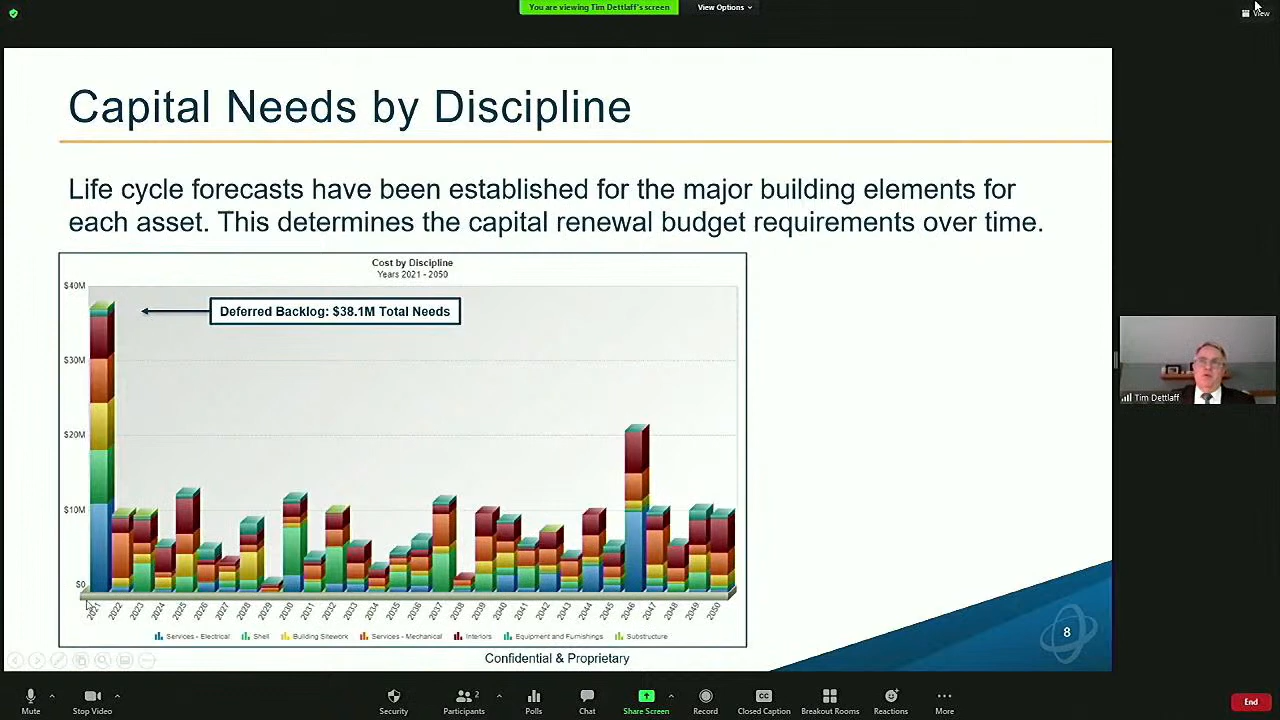 You are viewing Tim Dettlaff's screen
View Options
View
Capital Needs by Discipline
Life cycle forecasts have been established for the major building elements for
each asset. This determines the capital renewal budget requirements over time.
Cost by Discipline
Years 2021 - 2050
$40M
Deferred Backlog: $38.1M Total Needs
$30M
$20M
$10M
$0
2021 2022 2023 2024 2025 2026 2027 2028 2029 2030 2031 2032 2033 2034 2035 2036 2037 2038 2039 2040 2041 2042 2043 2044 2045 2046 2047 2048 2049 2050
Services - Electrical Shell Building Sitework Services - Mechanical Interiors Equipment and Furnishings Substructure
Confidential & Proprietary
8
Tim Dettlaff
Mute
Stop Video
Security
Participants 2
Polls
Chat
Share Screen
Record
CC Closed Caption
Breakout Rooms
Reactions
More
End